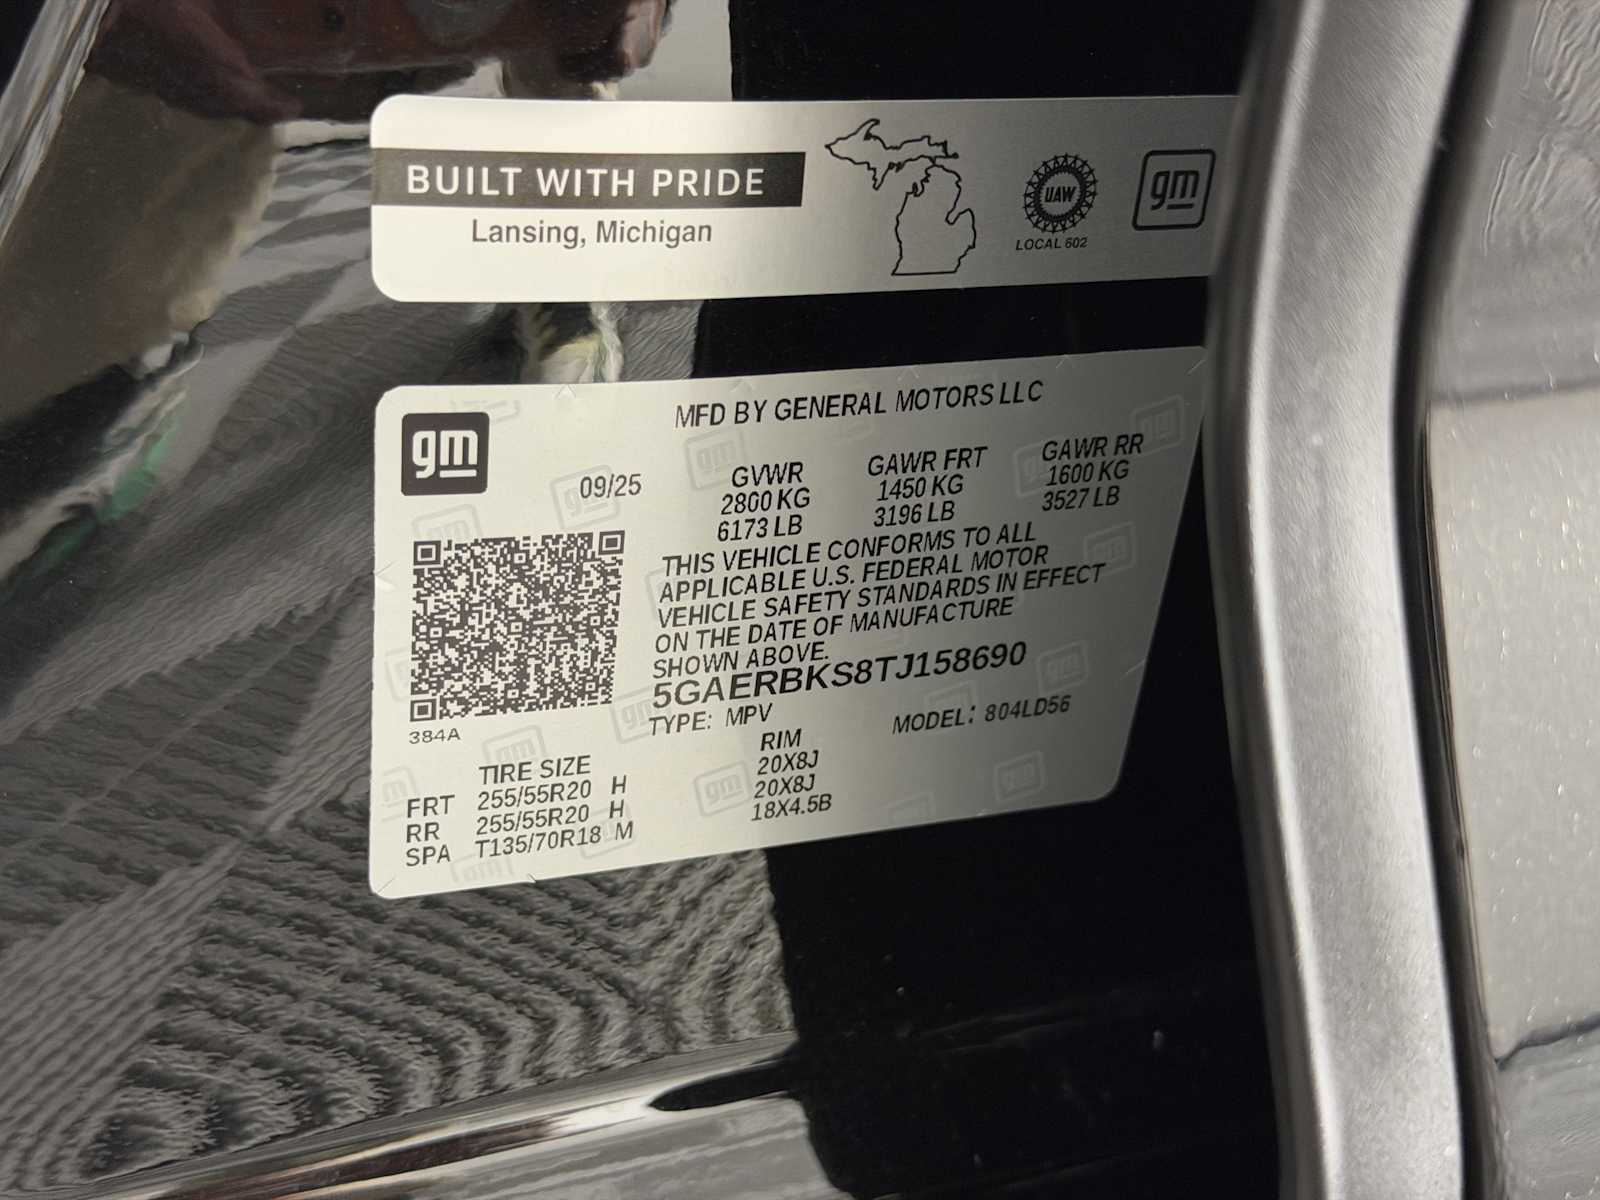 BUILT WITH PRIDE
Lansing, Michigan
UAW
LOCAL 602
gm
gm
MFD BY GENERAL MOTORS LLC
09/25
GVWR GAWR FRT GAWR RR
2800 KG 1450 KG 1600 KG
6173 LB 3196 LB 3527 LB
THIS VEHICLE CONFORMS TO ALL
APPLICABLE U.S. FEDERAL MOTOR
VEHICLE SAFETY STANDARDS IN EFFECT
ON THE DATE OF MANUFACTURE
SHOWN ABOVE.
5GAERBKS8TJ158690
TYPE: MPV MODEL: 804LD56
384A
TIRE SIZE RIM
FRT 255/55R20 H 20X8J
RR 255/55R20 H 20X8J
SPA T135/70R18 M 18X4.5B